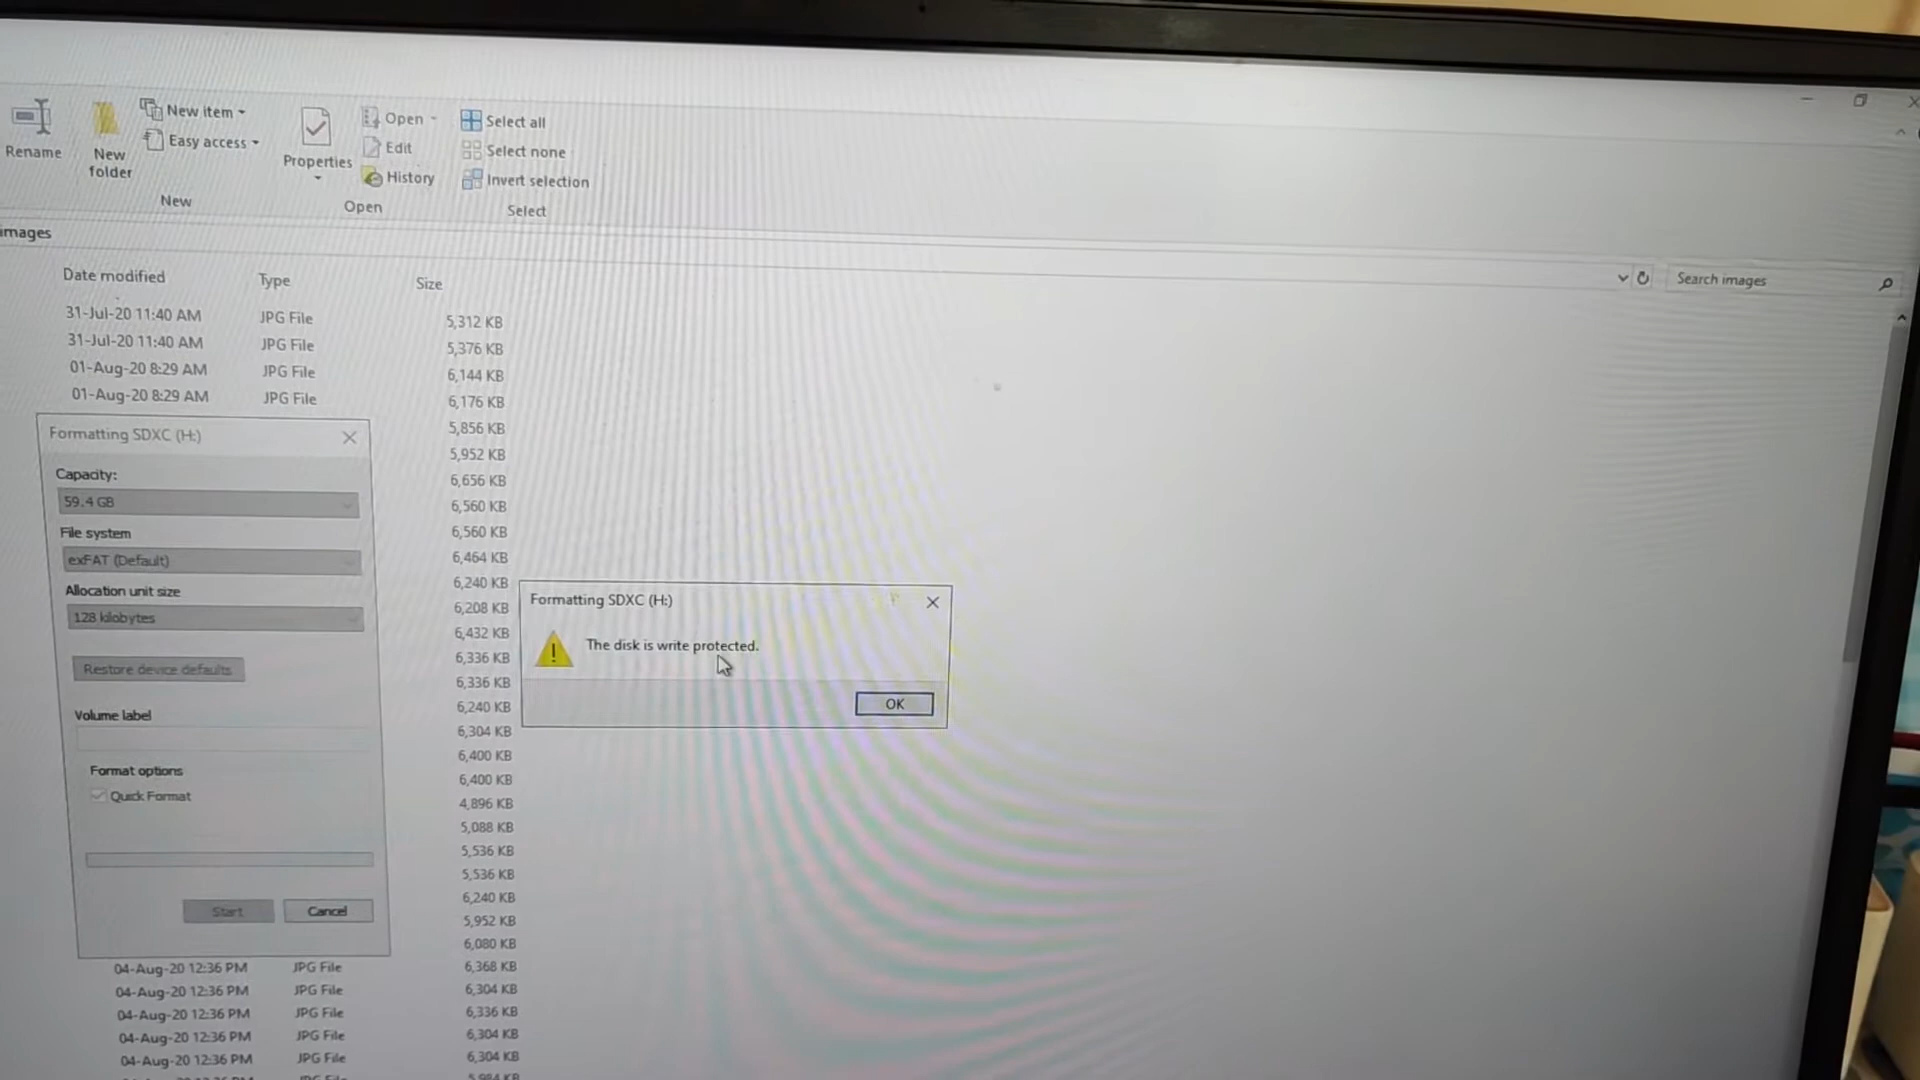 Rename
New
folder
New item
Easy access
New
Properties
Open
Edit
History
Open
Select all
Select none
Invert selection
Select
images
Search images
Date modified Type Size
31-Jul-20 11:40 AM JPG File 5,312 KB
31-Jul-20 11:40 AM JPG File 5,376 KB
01-Aug-20 8:29 AM JPG File 6,144 KB
01-Aug-20 8:29 AM JPG File 6,176 KB
5,856 KB
5,952 KB
6,656 KB
6,560 KB
6,560 KB
6,464 KB
6,240 KB
6,208 KB
6,432 KB
6,336 KB
6,336 KB
6,240 KB
6,304 KB
6,400 KB
6,400 KB
4,896 KB
5,088 KB
5,536 KB
5,536 KB
6,240 KB
5,952 KB
6,080 KB
04-Aug-20 12:36 PM JPG File 6,368 KB
04-Aug-20 12:36 PM JPG File 6,304 KB
04-Aug-20 12:36 PM JPG File 6,336 KB
04-Aug-20 12:36 PM JPG File 6,304 KB
04-Aug-20 12:36 PM JPG File 6,304 KB
Formatting SDXC (H:)
Capacity:
59.4 GB
File system
exFAT (Default)
Allocation unit size
128 kilobytes
Restore device defaults
Volume label
Format options
Quick Format
Start Cancel
Formatting SDXC (H:)
The disk is write protected.
OK